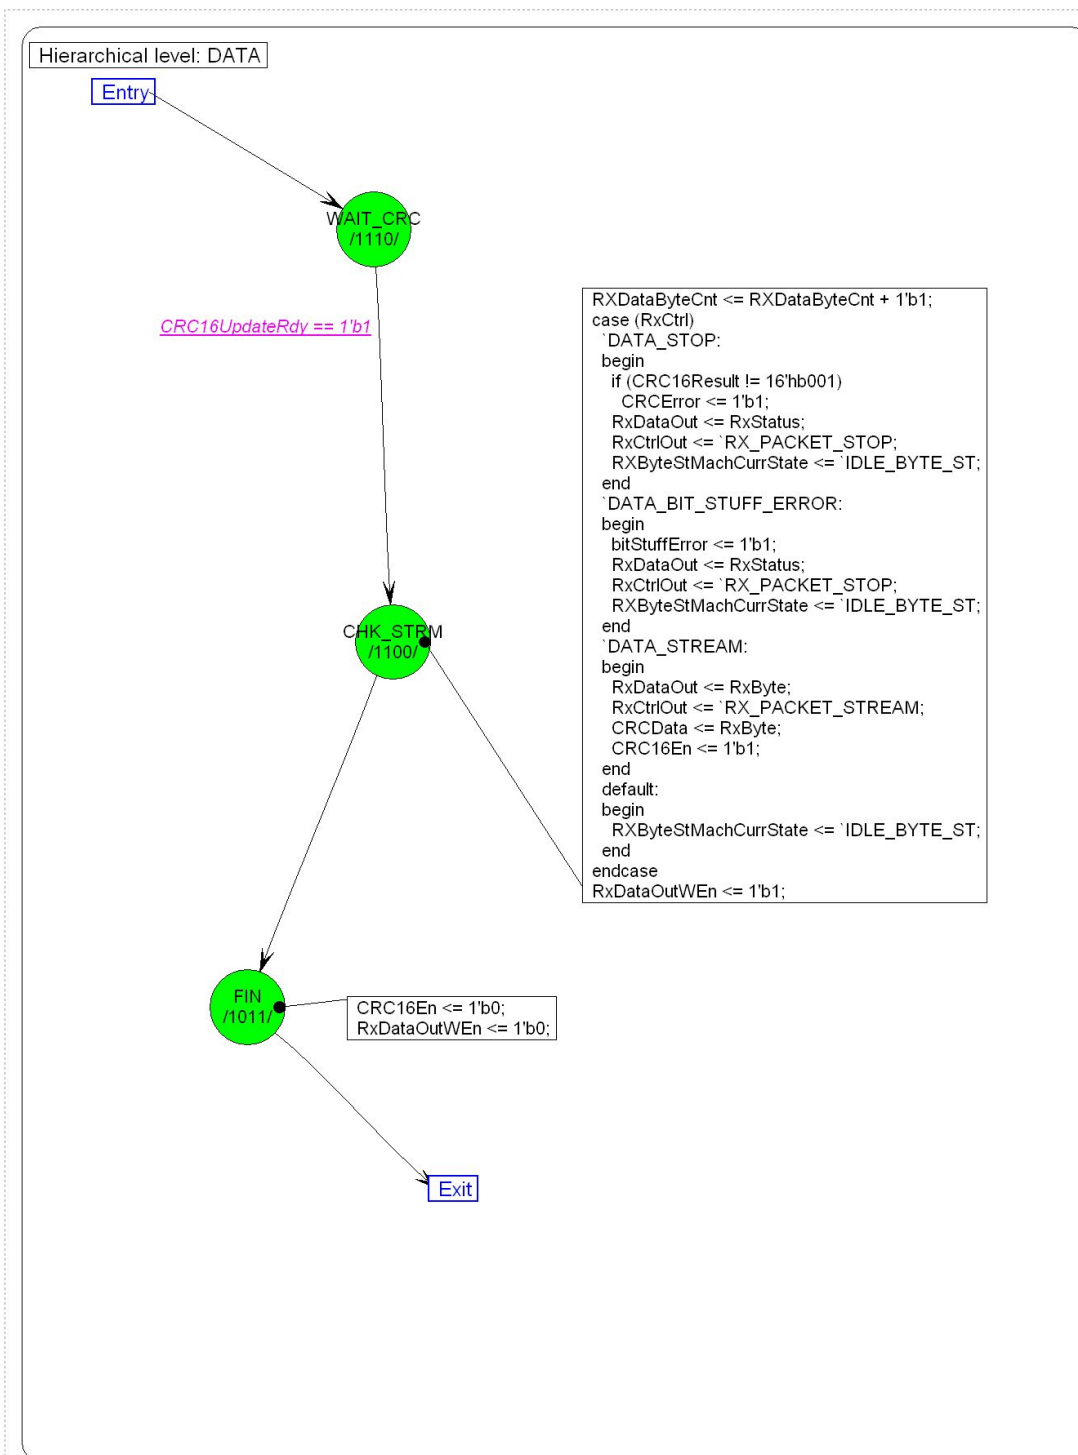 Hierarchical level: DATA
Entry
WAIT_CRC
/1110/
CRC16UpdateRdy == 1'b1
RXDataByteCnt <= RXDataByteCnt + 1'b1;
case (RxCtrl)
`DATA_STOP:
begin
if (CRC16Result != 16'hb001)
CRCError <= 1'b1;
RxDataOut <= RxStatus;
RxCtrlOut <= `RX_PACKET_STOP;
RXByteStMachCurrState <= `IDLE_BYTE_ST;
end
`DATA_BIT_STUFF_ERROR:
begin
bitStuffError <= 1'b1;
RxDataOut <= RxStatus;
RxCtrlOut <= `RX_PACKET_STOP;
RXByteStMachCurrState <= `IDLE_BYTE_ST;
end
`DATA_STREAM:
begin
RxDataOut <= RxByte;
RxCtrlOut <= `RX_PACKET_STREAM;
CRCData <= RxByte;
CRC16En <= 1'b1;
end
default:
begin
RXByteStMachCurrState <= `IDLE_BYTE_ST;
end
endcase
RxDataOutWEn <= 1'b1;
CHK_STRM
/1100/
FIN
/1011/
CRC16En <= 1'b0;
RxDataOutWEn <= 1'b0;
Exit